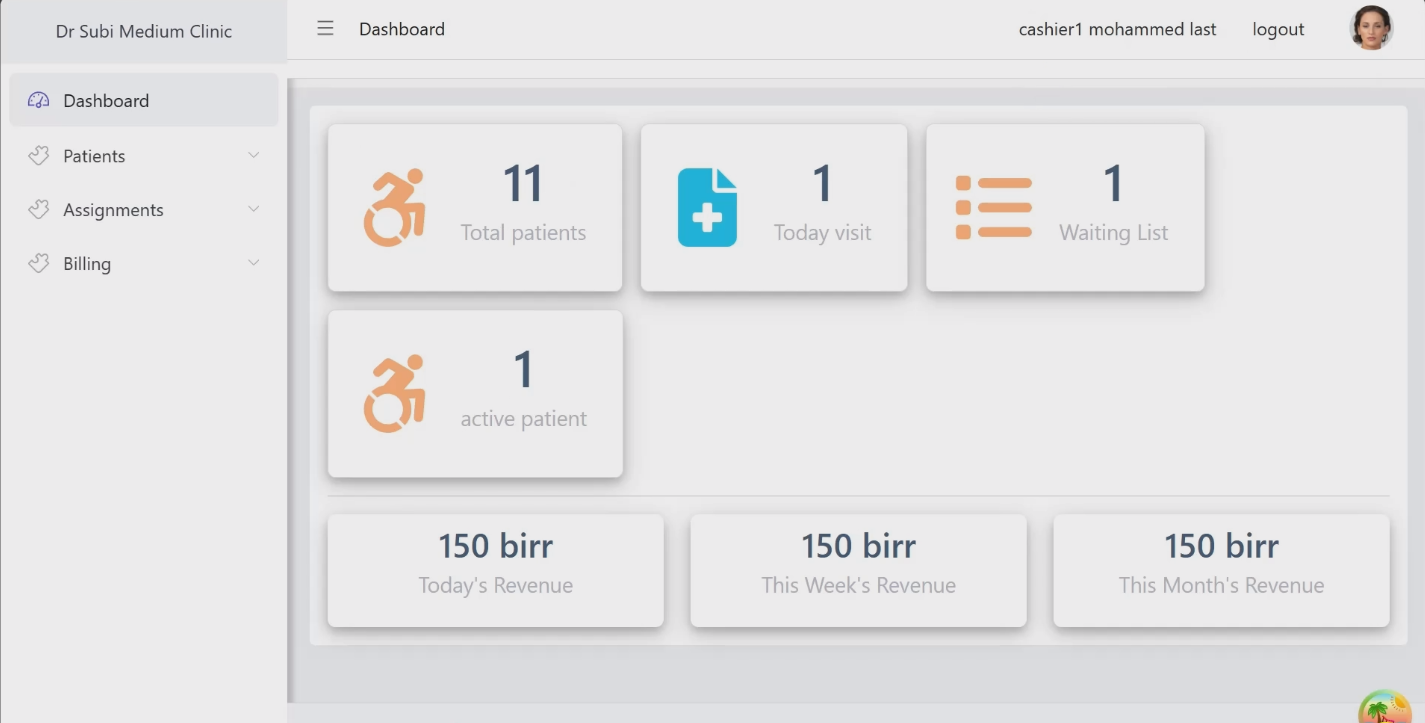 Dr Subi Medium Clinic
Dashboard
cashier1 mohammed last
logout
Dashboard
Patients
Assignments
Billing
11
Total patients
1
Today visit
1
Waiting List
1
active patient
150 birr
Today's Revenue
150 birr
This Week's Revenue
150 birr
This Month's Revenue